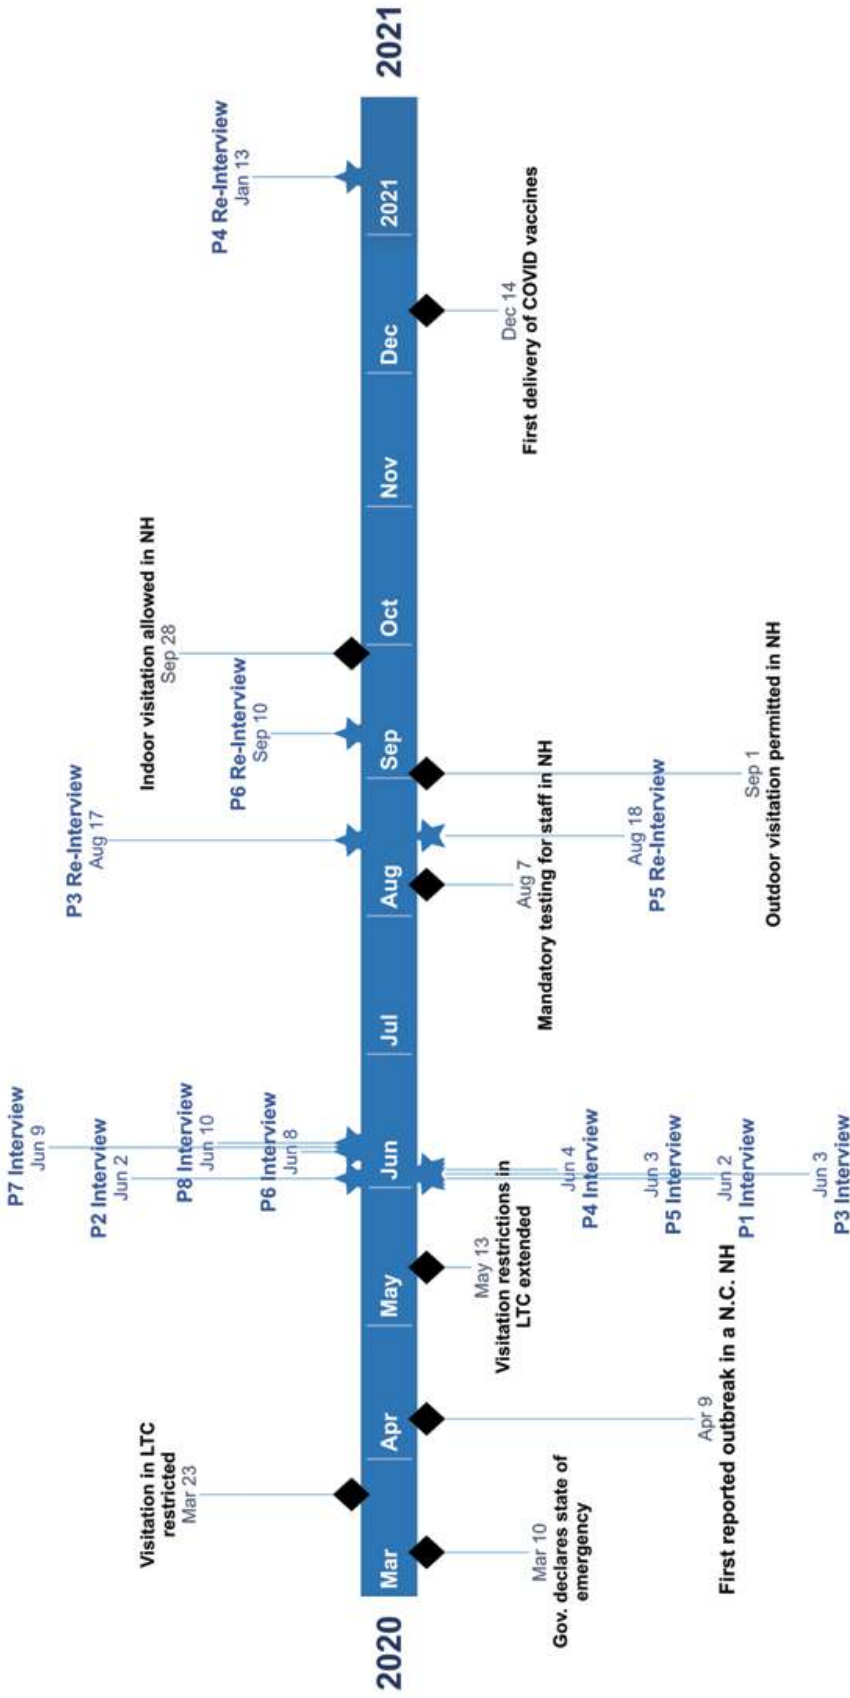 P7 Interview
Jun 9
P2 Interview
Jun 2
P8 Interview
Jun 10
P6 Interview
Jun 8
P3 Re-Interview
Aug 17
Indoor visitation allowed in NH
Sep 28
P6 Re-Interview
Sep 10
P4 Re-Interview
Jan 13
Visitation in LTC
restricted
Mar 23
2020
Mar
Apr
May
Jun
Jul
Aug
Sep
Oct
Nov
Dec
2021
2021
Mar 10
Gov. declares state of
emergency
Apr 9
First reported outbreak in a N.C. NH
May 13
Visitation restrictions in
LTC extended
Jun 4
P4 Interview
Jun 3
P5 Interview
Jun 2
P1 Interview
Jun 3
P3 Interview
Aug 7
Mandatory testing for staff in NH
Aug 18
P5 Re-Interview
Sep 1
Outdoor visitation permitted in NH
Dec 14
First delivery of COVID vaccines